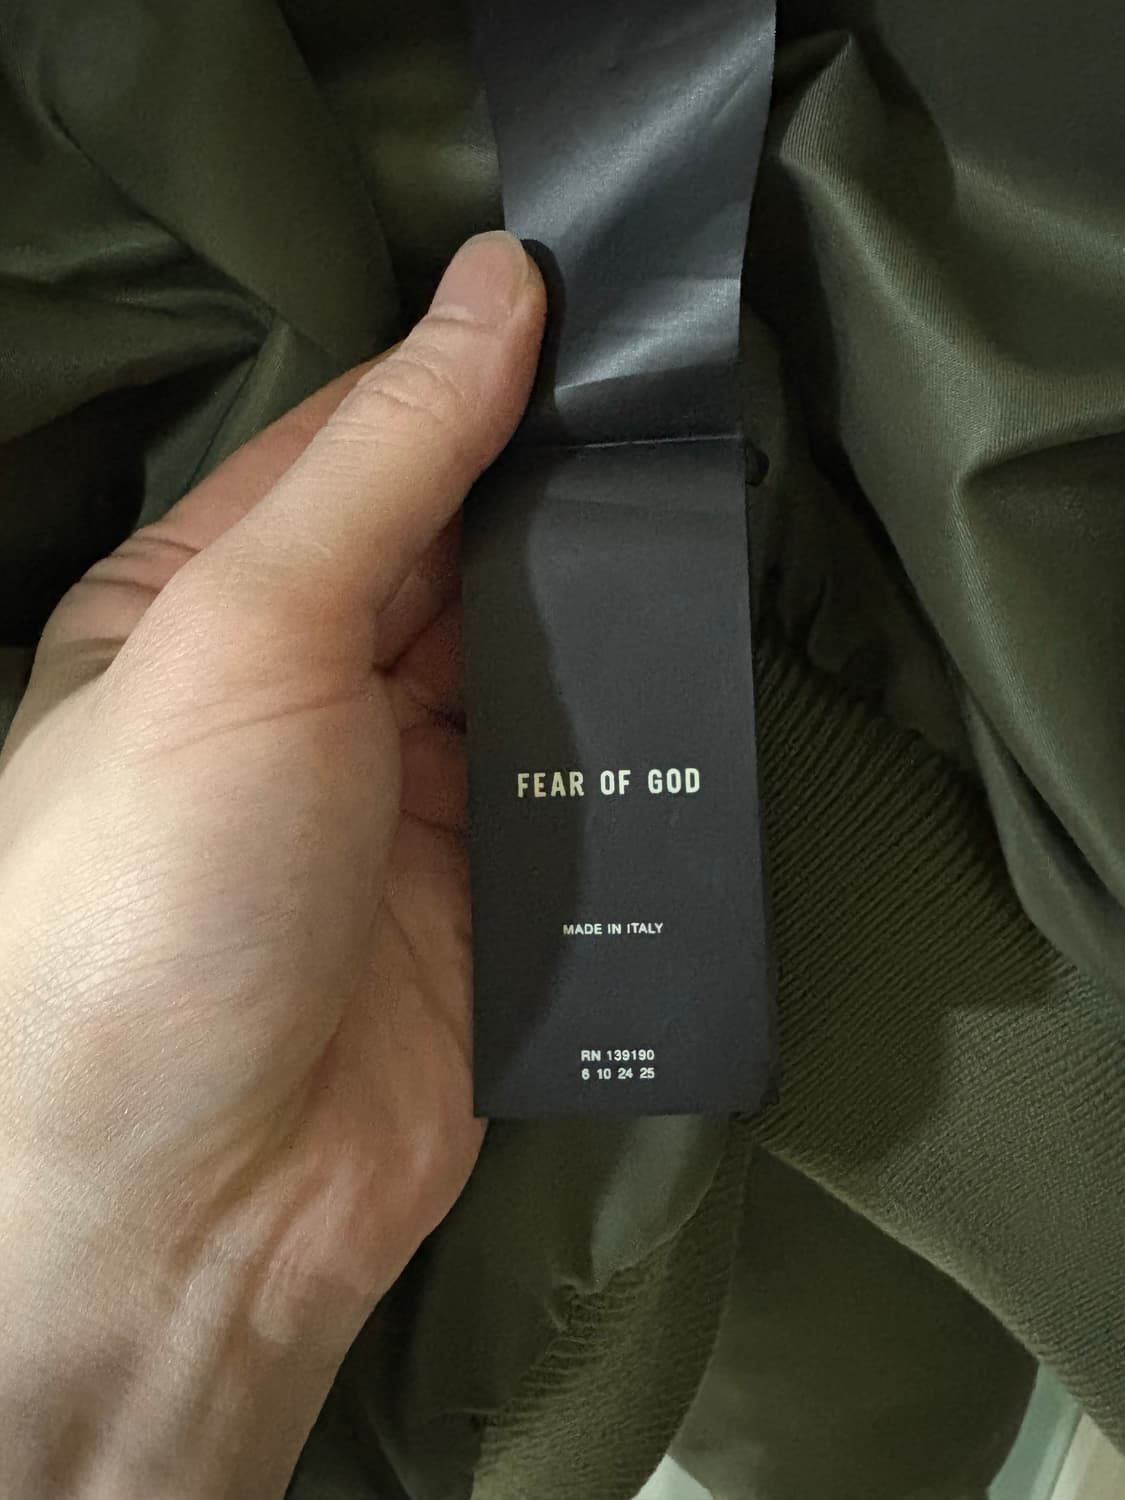 FEAR OF GOD
MADE IN ITALY
RN 139190
6 10 24 25